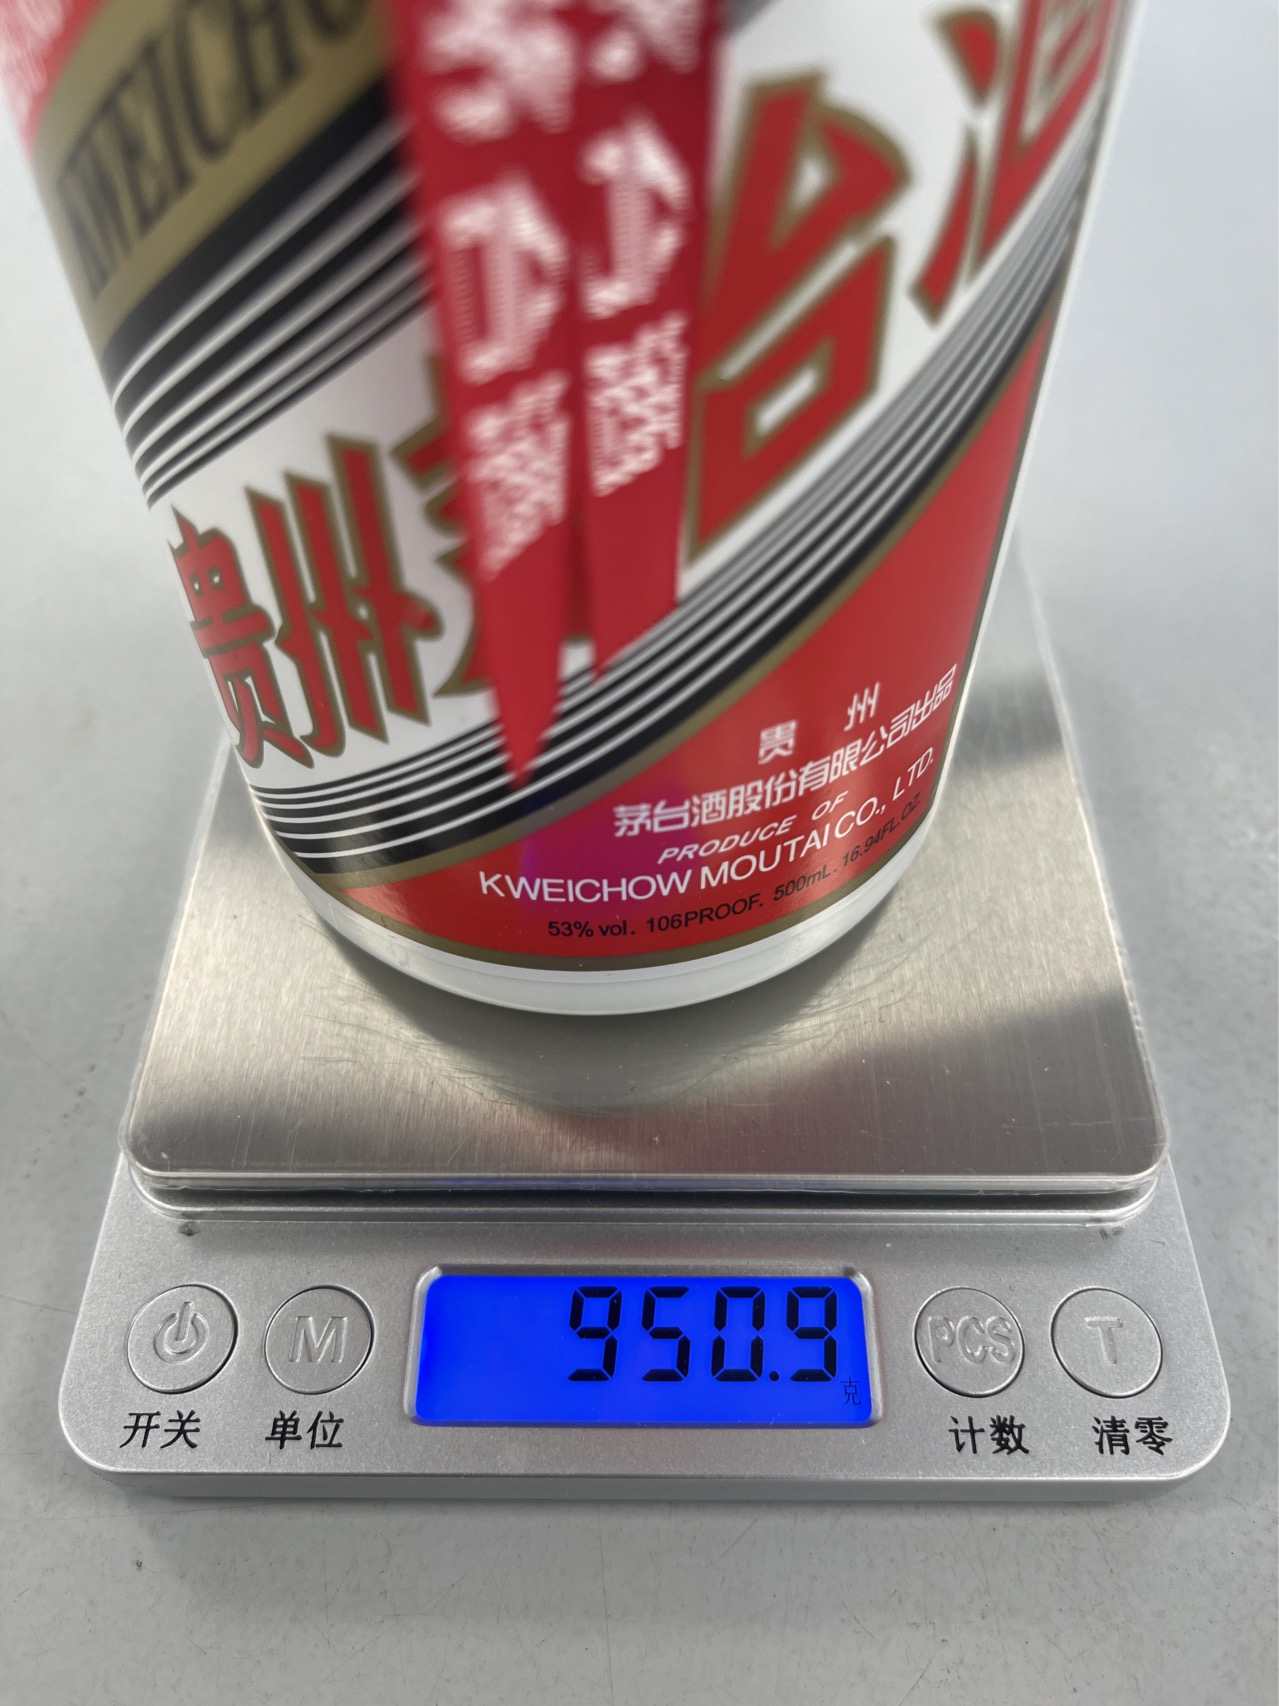 KWEICHO
台酒
贵州
贵州
茅台酒股份有限公司出品
PRODUCE OF
KWEICHOW MOUTAI CO., LTD.
53% vol. 106PROOF. 500mL. 16.94FL.OZ.
950.9
克
M
PCS
T
开关
单位
计数
清零